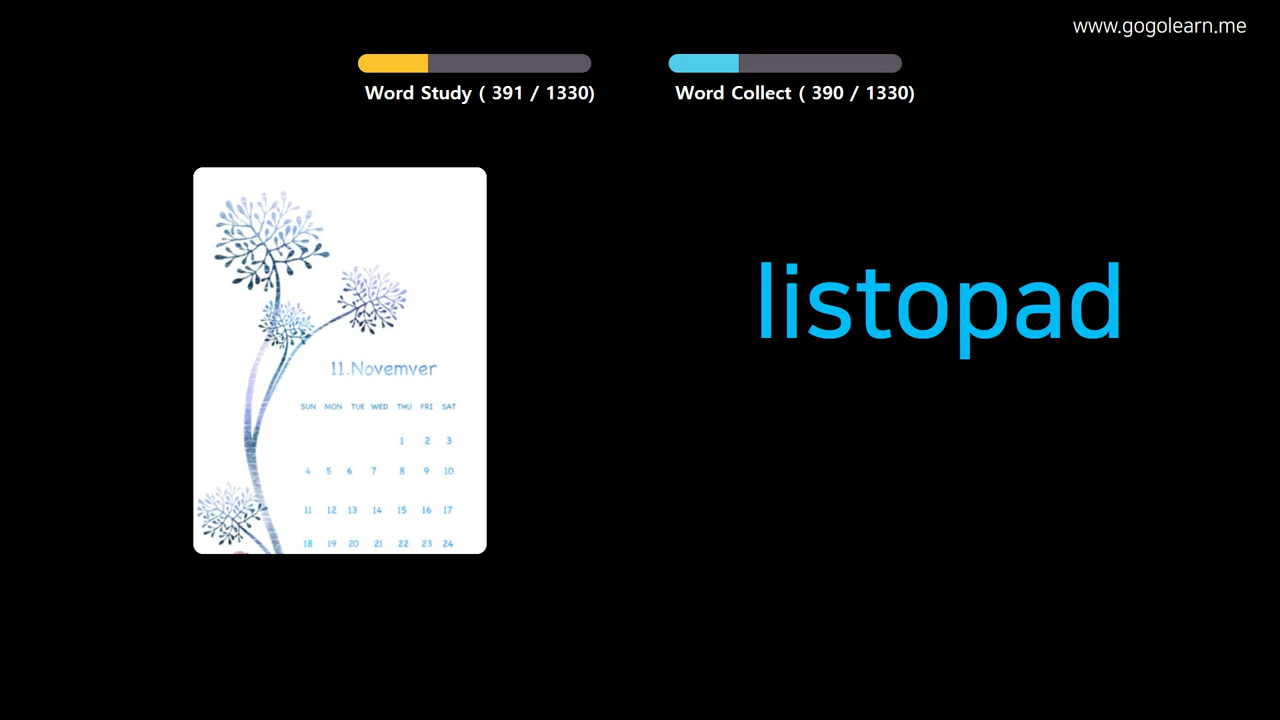 www.gogolearn.me
Word Study ( 391 / 1330)
Word Collect ( 390 / 1330)
listopad
11.Novemver
SUN MON TUE WED THU FRI SAT
1 2 3
4 5 6 7 8 9 10
11 12 13 14 15 16 17
18 19 20 21 22 23 24